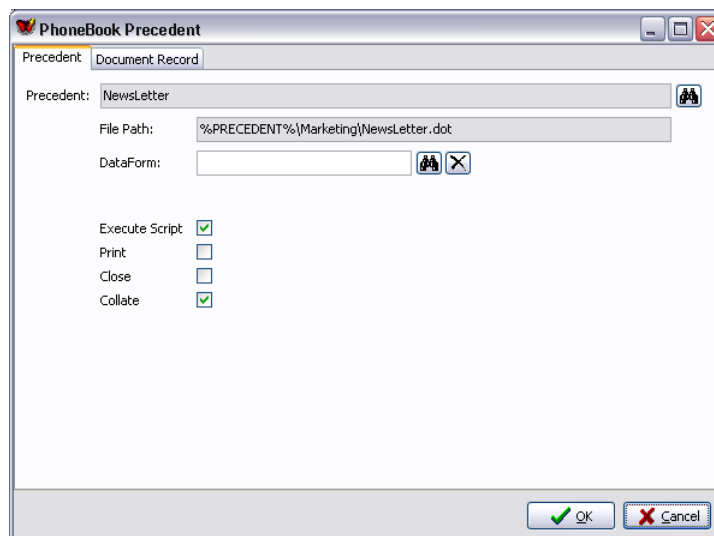 PhoneBook Precedent
Precedent Document Record
Precedent: NewsLetter
File Path: %PRECEDENT%\Marketing\NewsLetter.dot
DataForm:
Execute Script
Print
Close
Collate
OK Cancel